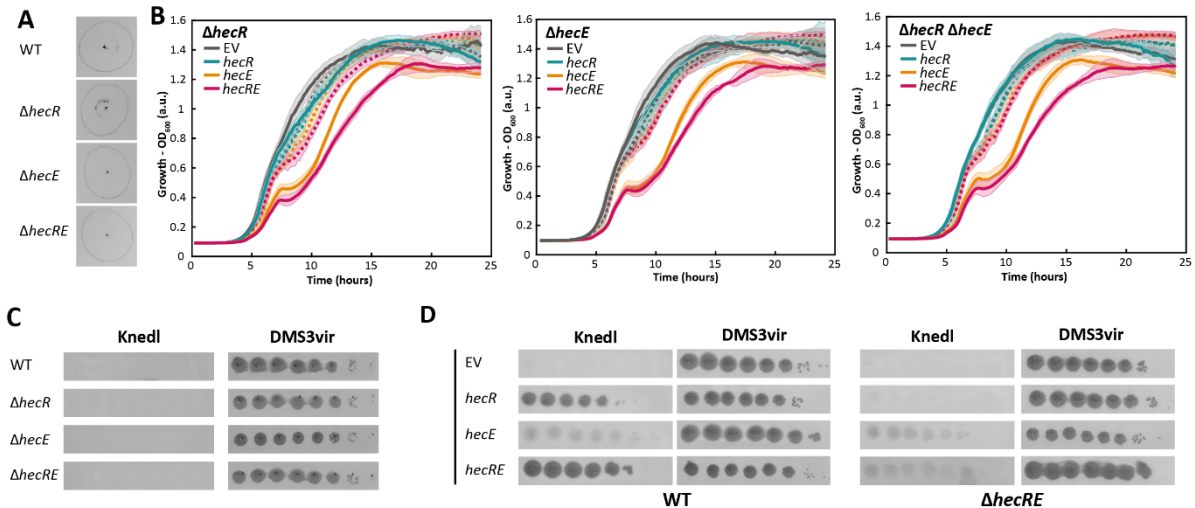 A
WT
ΔhecR
ΔhecE
ΔhecRE
B
ΔhecR
EV
hecR
hecE
hecRE
Growth - OD600 (a.u.)
1.6
1.4
1.2
1
0.8
0.6
0.4
0.2
0
0 5 10 15 20 25
Time (hours)
ΔhecE
EV
hecR
hecE
hecRE
Growth - OD600 (a.u.)
1.6
1.4
1.2
1
0.8
0.6
0.4
0.2
0
0 5 10 15 20 25
Time (hours)
ΔhecR ΔhecE
EV
hecR
hecE
hecRE
Growth - OD600 (a.u.)
1.6
1.4
1.2
1
0.8
0.6
0.4
0.2
0
0 5 10 15 20 25
Time (hours)
C
Knedl DMS3vir
WT
ΔhecR
ΔhecE
ΔhecRE
D
Knedl DMS3vir Knedl DMS3vir
EV
hecR
hecE
hecRE
WT ΔhecRE